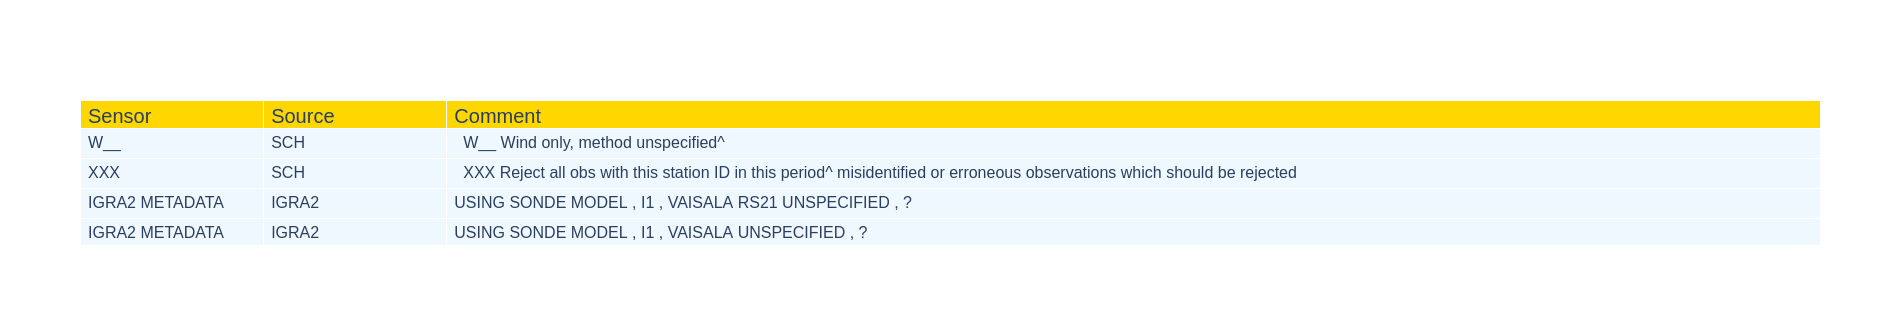 Sensor Source Comment
W__ SCH W__ Wind only, method unspecified^
XXX SCH XXX Reject all obs with this station ID in this period^ misidentified or erroneous observations which should be rejected
IGRA2 METADATA IGRA2 USING SONDE MODEL , I1 , VAISALA RS21 UNSPECIFIED , ?
IGRA2 METADATA IGRA2 USING SONDE MODEL , I1 , VAISALA UNSPECIFIED , ?